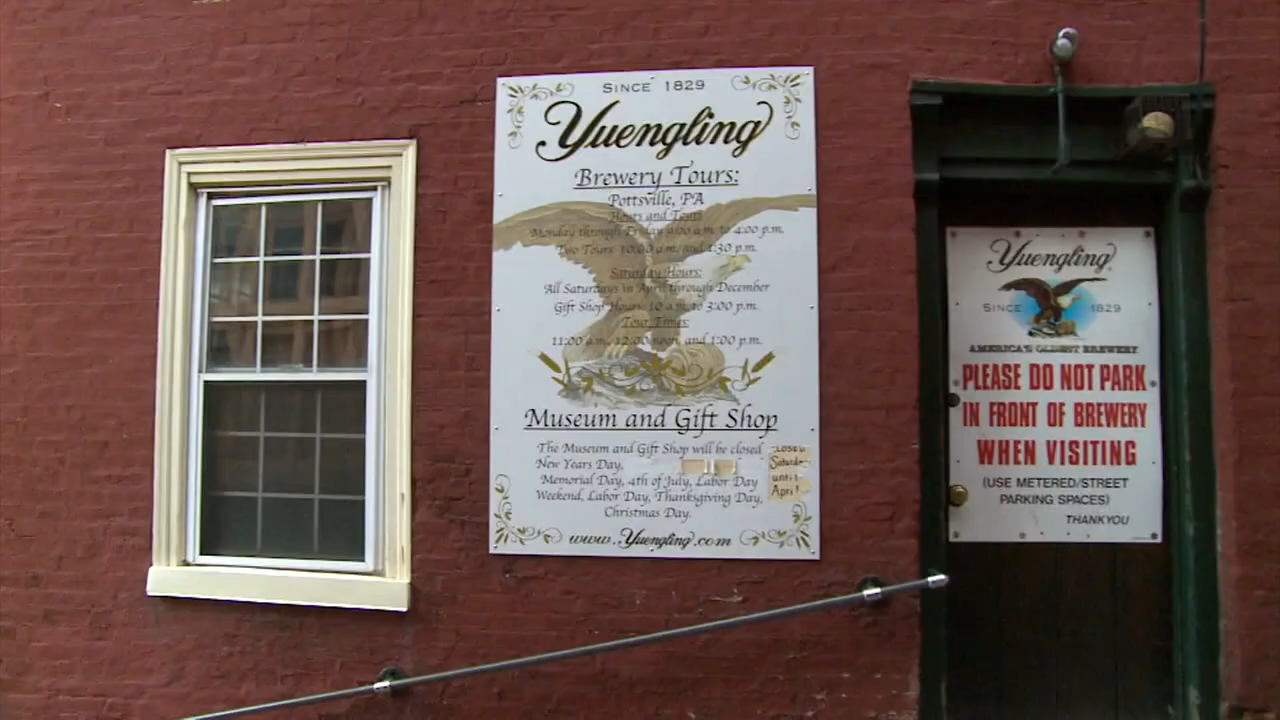 SINCE 1829
Yuengling
Brewery Tours:
Pottsville, PA
Hours and Tours
Monday through Friday 9:00 a.m. to 4:00 p.m.
Two Tours 10:00 a.m. and 1:30 p.m.
Saturday Hours:
All Saturdays in April through December
Gift Shop Hours: 10 a.m. to 3:00 p.m.
Tour Times:
11:00 a.m., 12:00 noon, and 1:00 p.m.
Museum and Gift Shop
The Museum and Gift Shop will be closed
New Years Day,
Memorial Day, 4th of July, Labor Day
Weekend, Labor Day, Thanksgiving Day,
Christmas Day.
CLOSED
Saturday
until
April
www.Yuengling.com
Yuengling
SINCE 1829
AMERICA'S OLDEST BREWERY
PLEASE DO NOT PARK
IN FRONT OF BREWERY
WHEN VISITING
(USE METERED/STREET
PARKING SPACES)
THANKYOU